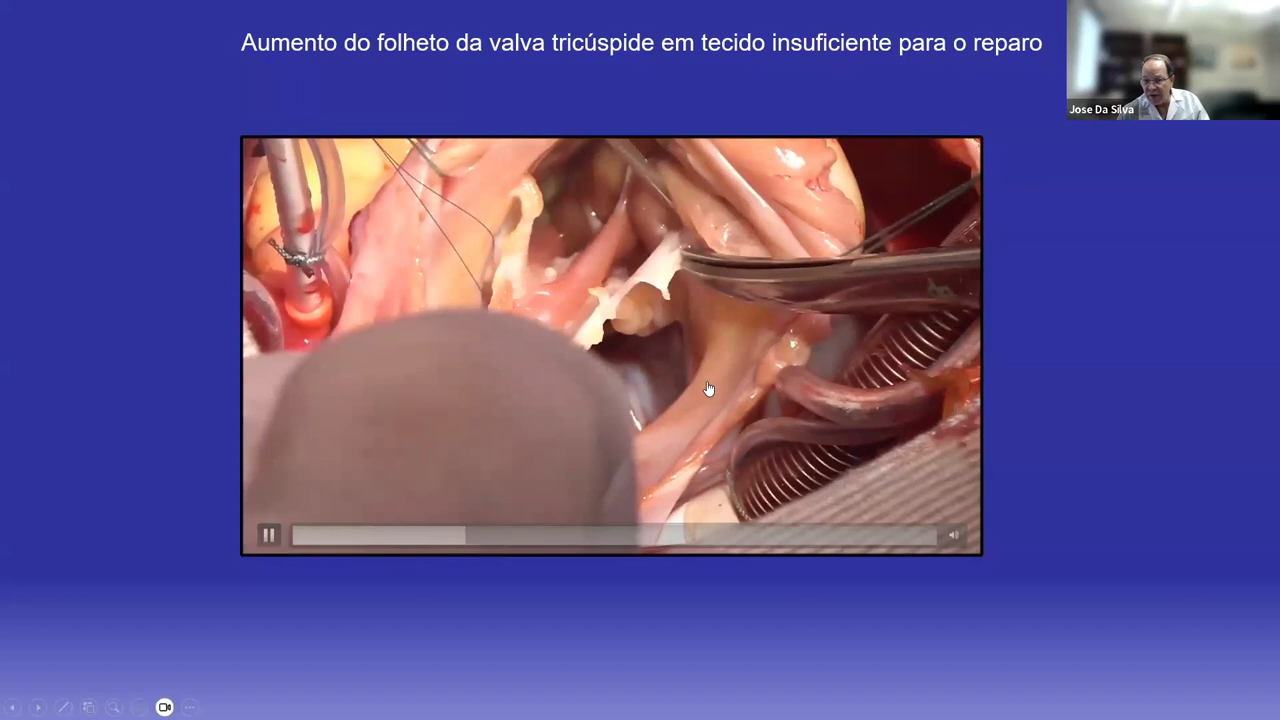 Aumento do folheto da valva tricúspide em tecido insuficiente para o reparo
Jose Da Silva